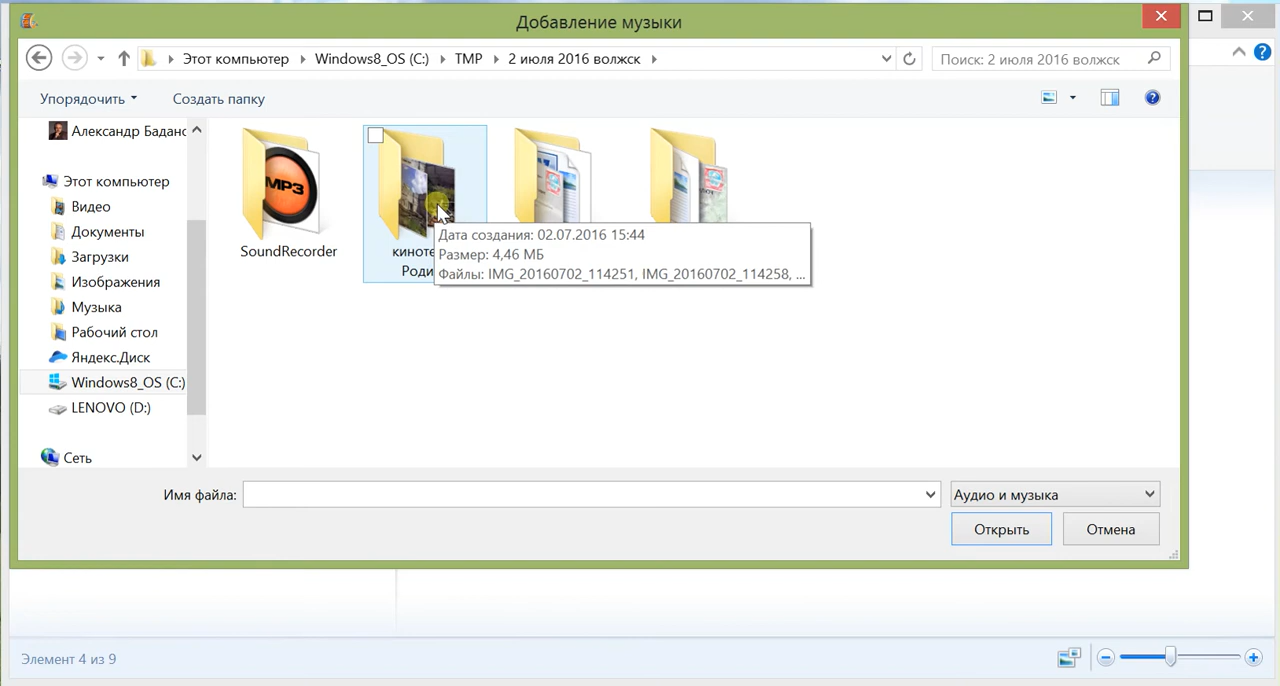 Добавление музыки
Этот компьютер Windows8_OS (C:) TMP 2 июля 2016 волжск
Поиск: 2 июля 2016 волжск
Упорядочить Создать папку
Александр Бадано
Этот компьютер
Видео
Документы
Загрузки
Изображения
Музыка
Рабочий стол
Яндекс.Диск
Windows8_OS (C:)
LENOVO (D:)
Сеть
MP3
SoundRecorder
киноте
Роди
Дата создания: 02.07.2016 15:44
Размер: 4,46 МБ
Файлы: IMG_20160702_114251, IMG_20160702_114258, ...
Имя файла:
Аудио и музыка
Открыть Отмена
Элемент 4 из 9